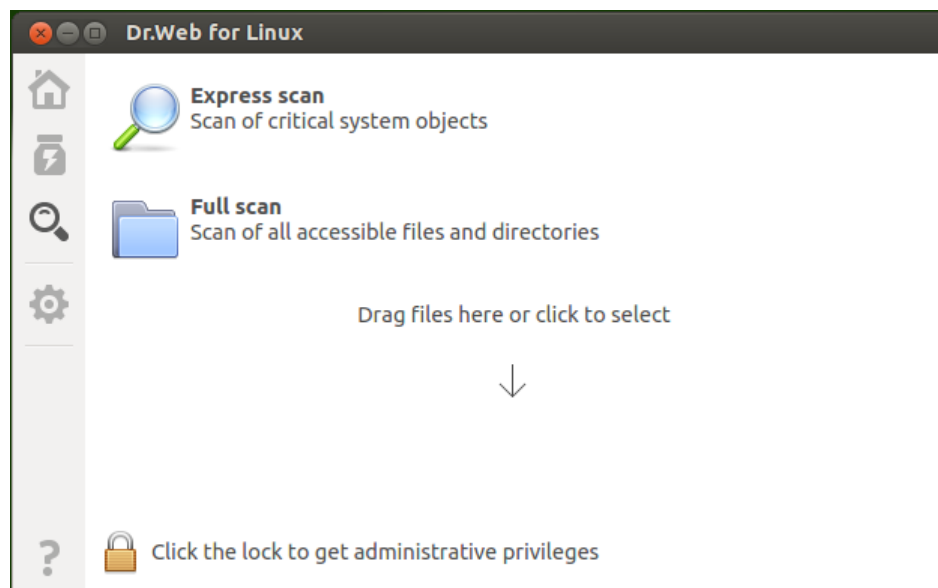 Dr.Web for Linux
Express scan
Scan of critical system objects
Full scan
Scan of all accessible files and directories
Drag files here or click to select
Click the lock to get administrative privileges
?